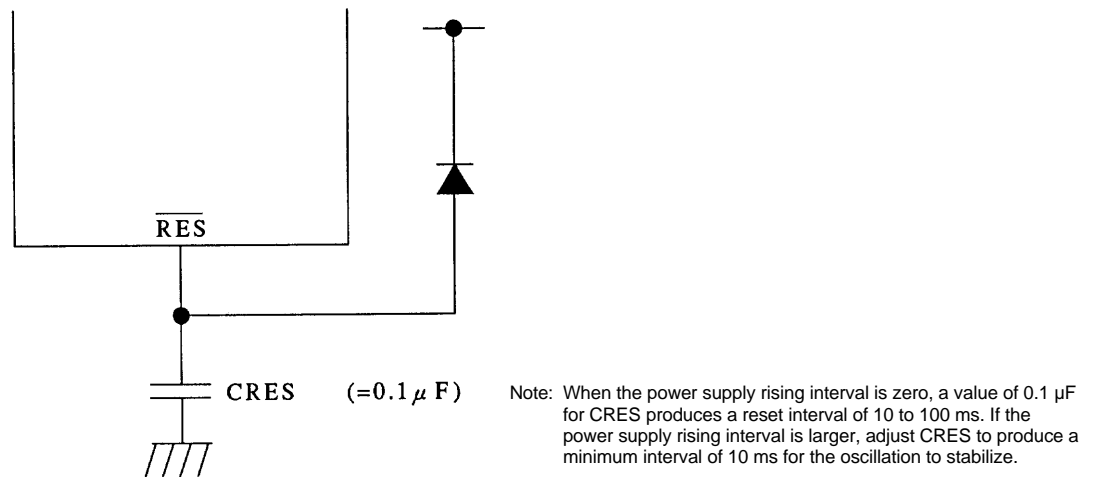 RES
CRES (=0.1 μ F)
Note: When the power supply rising interval is zero, a value of 0.1 µF
for CRES produces a reset interval of 10 to 100 ms. If the
power supply rising interval is larger, adjust CRES to produce a
minimum interval of 10 ms for the oscillation to stabilize.